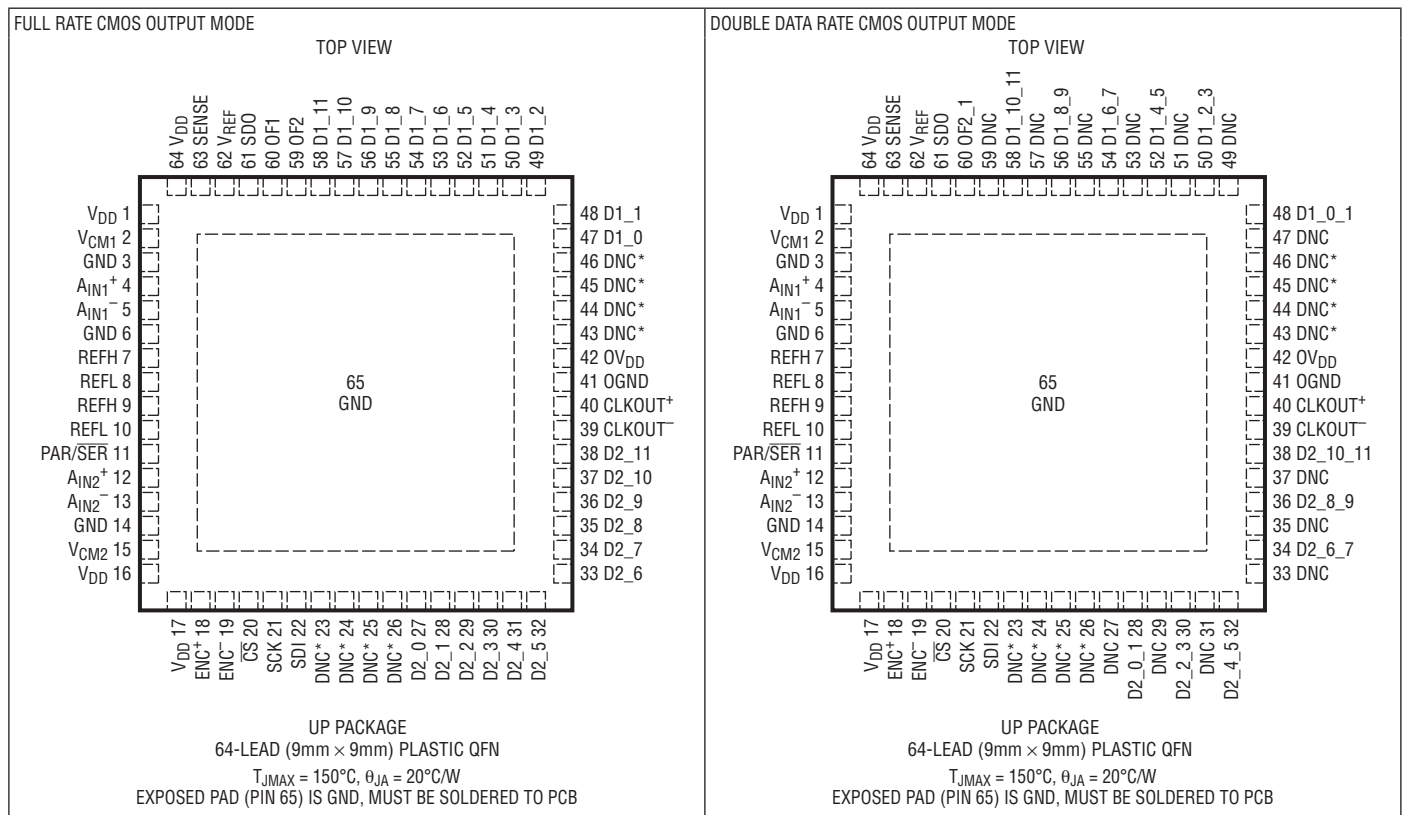 FULL RATE CMOS OUTPUT MODE
TOP VIEW
64 VDD
63 SENSE
62 VREF
61 SDO
60 OF1
59 OF2
58 D1_11
57 D1_10
56 D1_9
55 D1_8
54 D1_7
53 D1_6
52 D1_5
51 D1_4
50 D1_3
49 D1_2
VDD 1
VCM1 2
GND 3
AIN1+ 4
AIN1– 5
GND 6
REFH 7
REFL 8
REFH 9
REFL 10
PAR/SER 11
AIN2+ 12
AIN2– 13
GND 14
VCM2 15
VDD 16
65
GND
48 D1_1
47 D1_0
46 DNC*
45 DNC*
44 DNC*
43 DNC*
42 OVDD
41 OGND
40 CLKOUT+
39 CLKOUT–
38 D2_11
37 D2_10
36 D2_9
35 D2_8
34 D2_7
33 D2_6
VDD 17
ENC+ 18
ENC– 19
CS 20
SCK 21
SDI 22
DNC* 23
DNC* 24
DNC* 25
DNC* 26
D2_0 27
D2_1 28
D2_2 29
D2_3 30
D2_4 31
D2_5 32
UP PACKAGE
64-LEAD (9mm × 9mm) PLASTIC QFN
TJMAX = 150°C, θJA = 20°C/W
EXPOSED PAD (PIN 65) IS GND, MUST BE SOLDERED TO PCB
DOUBLE DATA RATE CMOS OUTPUT MODE
TOP VIEW
64 VDD
63 SENSE
62 VREF
61 SDO
60 OF2_1
59 DNC
58 D1_10_11
57 DNC
56 D1_8_9
55 DNC
54 D1_6_7
53 DNC
52 D1_4_5
51 DNC
50 D1_2_3
49 DNC
VDD 1
VCM1 2
GND 3
AIN1+ 4
AIN1– 5
GND 6
REFH 7
REFL 8
REFH 9
REFL 10
PAR/SER 11
AIN2+ 12
AIN2– 13
GND 14
VCM2 15
VDD 16
65
GND
48 D1_0_1
47 DNC
46 DNC*
45 DNC*
44 DNC*
43 DNC*
42 OVDD
41 OGND
40 CLKOUT+
39 CLKOUT–
38 D2_10_11
37 DNC
36 D2_8_9
35 DNC
34 D2_6_7
33 DNC
VDD 17
ENC+ 18
ENC– 19
CS 20
SCK 21
SDI 22
DNC* 23
DNC* 24
DNC* 25
DNC* 26
DNC 27
D2_0_1 28
DNC 29
D2_2_3 30
DNC 31
D2_4_5 32
UP PACKAGE
64-LEAD (9mm × 9mm) PLASTIC QFN
TJMAX = 150°C, θJA = 20°C/W
EXPOSED PAD (PIN 65) IS GND, MUST BE SOLDERED TO PCB